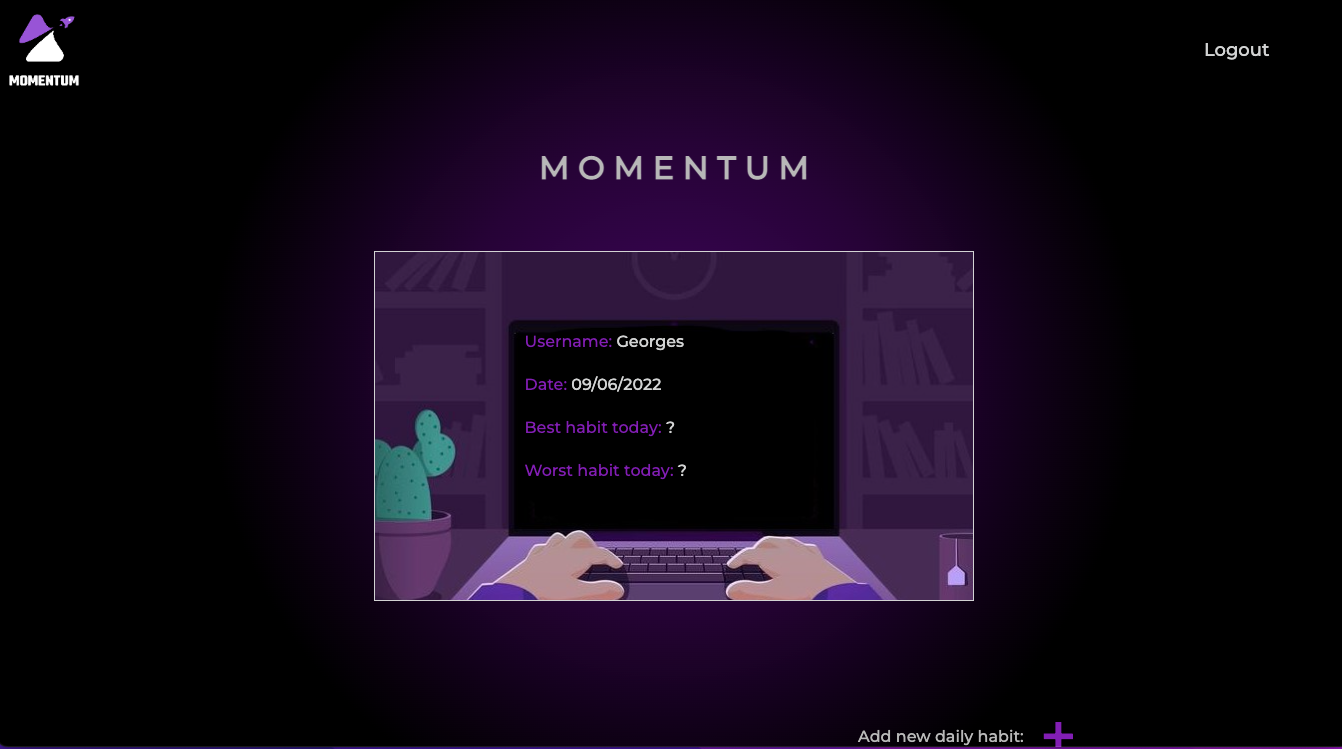 MOMENTUM
Logout
MOMENTUM
Username: Georges
Date: 09/06/2022
Best habit today: ?
Worst habit today: ?
Add new daily habit: +